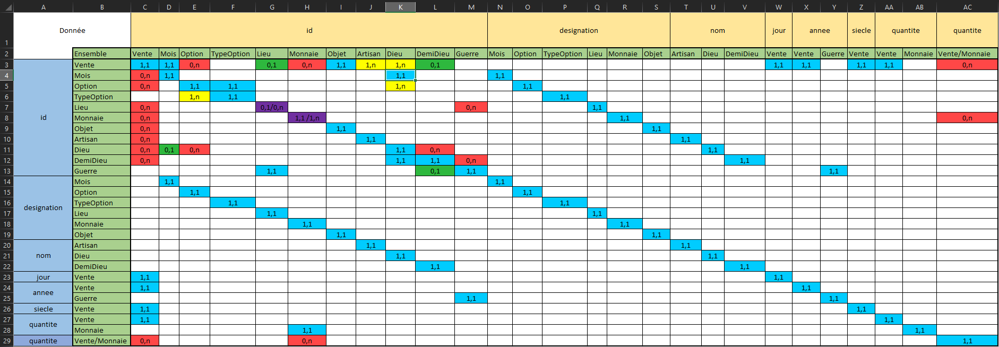 A B C D E F G H I J K L M N O P Q R S T U V W X Y Z AA AB AC
1 Donnée id designation nom jour annee siecle quantite quantite
2 Ensemble Vente Mois Option TypeOption Lieu Monnaie Objet Artisan Dieu DemiDieu Guerre Mois Option TypeOption Lieu Monnaie Objet Artisan Dieu DemiDieu Vente Vente Guerre Vente Vente Monnaie Vente/Monnaie
3 Vente 1,1 1,1 0,n 0,1 0,n 1,1 1,n 1,n 0,1 1,1 1,1 1,1 1,1 0,n
4 Mois 0,n 1,1 1,1 1,1
5 Option 0,n 1,1 1,1 1,n 1,1
6 TypeOption 1,n 1,1 1,1
7 Lieu 0,n 0,1/0,n 0,n 1,1
8 id Monnaie 0,n 1,1 /1,n 1,1 0,n
9 Objet 0,n 1,1 1,1
10 Artisan 0,n 1,1 1,1
11 Dieu 0,n 0,1 0,n 1,1 0,n 1,1
12 DemiDieu 0,n 1,1 1,1 0,n 1,1
13 Guerre 1,1 0,1 1,1 1,1
14 Mois 1,1 1,1
15 Option 1,1 1,1
16 designation TypeOption 1,1 1,1
17 Lieu 1,1 1,1
18 Monnaie 1,1 1,1
19 Objet 1,1 1,1
20 Artisan 1,1 1,1
21 nom Dieu 1,1 1,1
22 DemiDieu 1,1 1,1
23 jour Vente 1,1 1,1
24 annee Vente 1,1 1,1
25 Guerre 1,1 1,1
26 siecle Vente 1,1 1,1
27 quantite Vente 1,1 1,1
28 Monnaie 1,1 1,1
29 quantite Vente/Monnaie 0,n 0,n 1,1